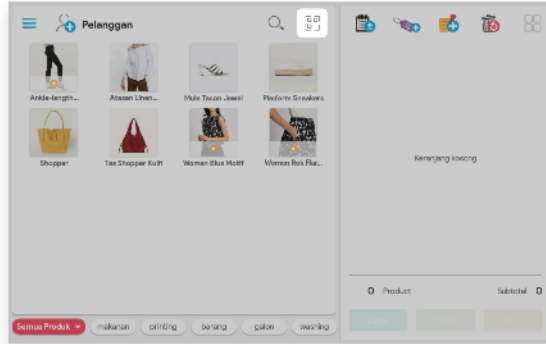 Pelanggan
Ankle-length...
Atasan Linen...
Mule Tacon Jewel
Platform Sneakers
Shopper
Tas Shopper Kulit
Women Blus Motif
Women Rok Flar...
Keranjang kosong
0 Product
Subtotal 0
Semua Produk
makanan
printing
barang
galon
washing